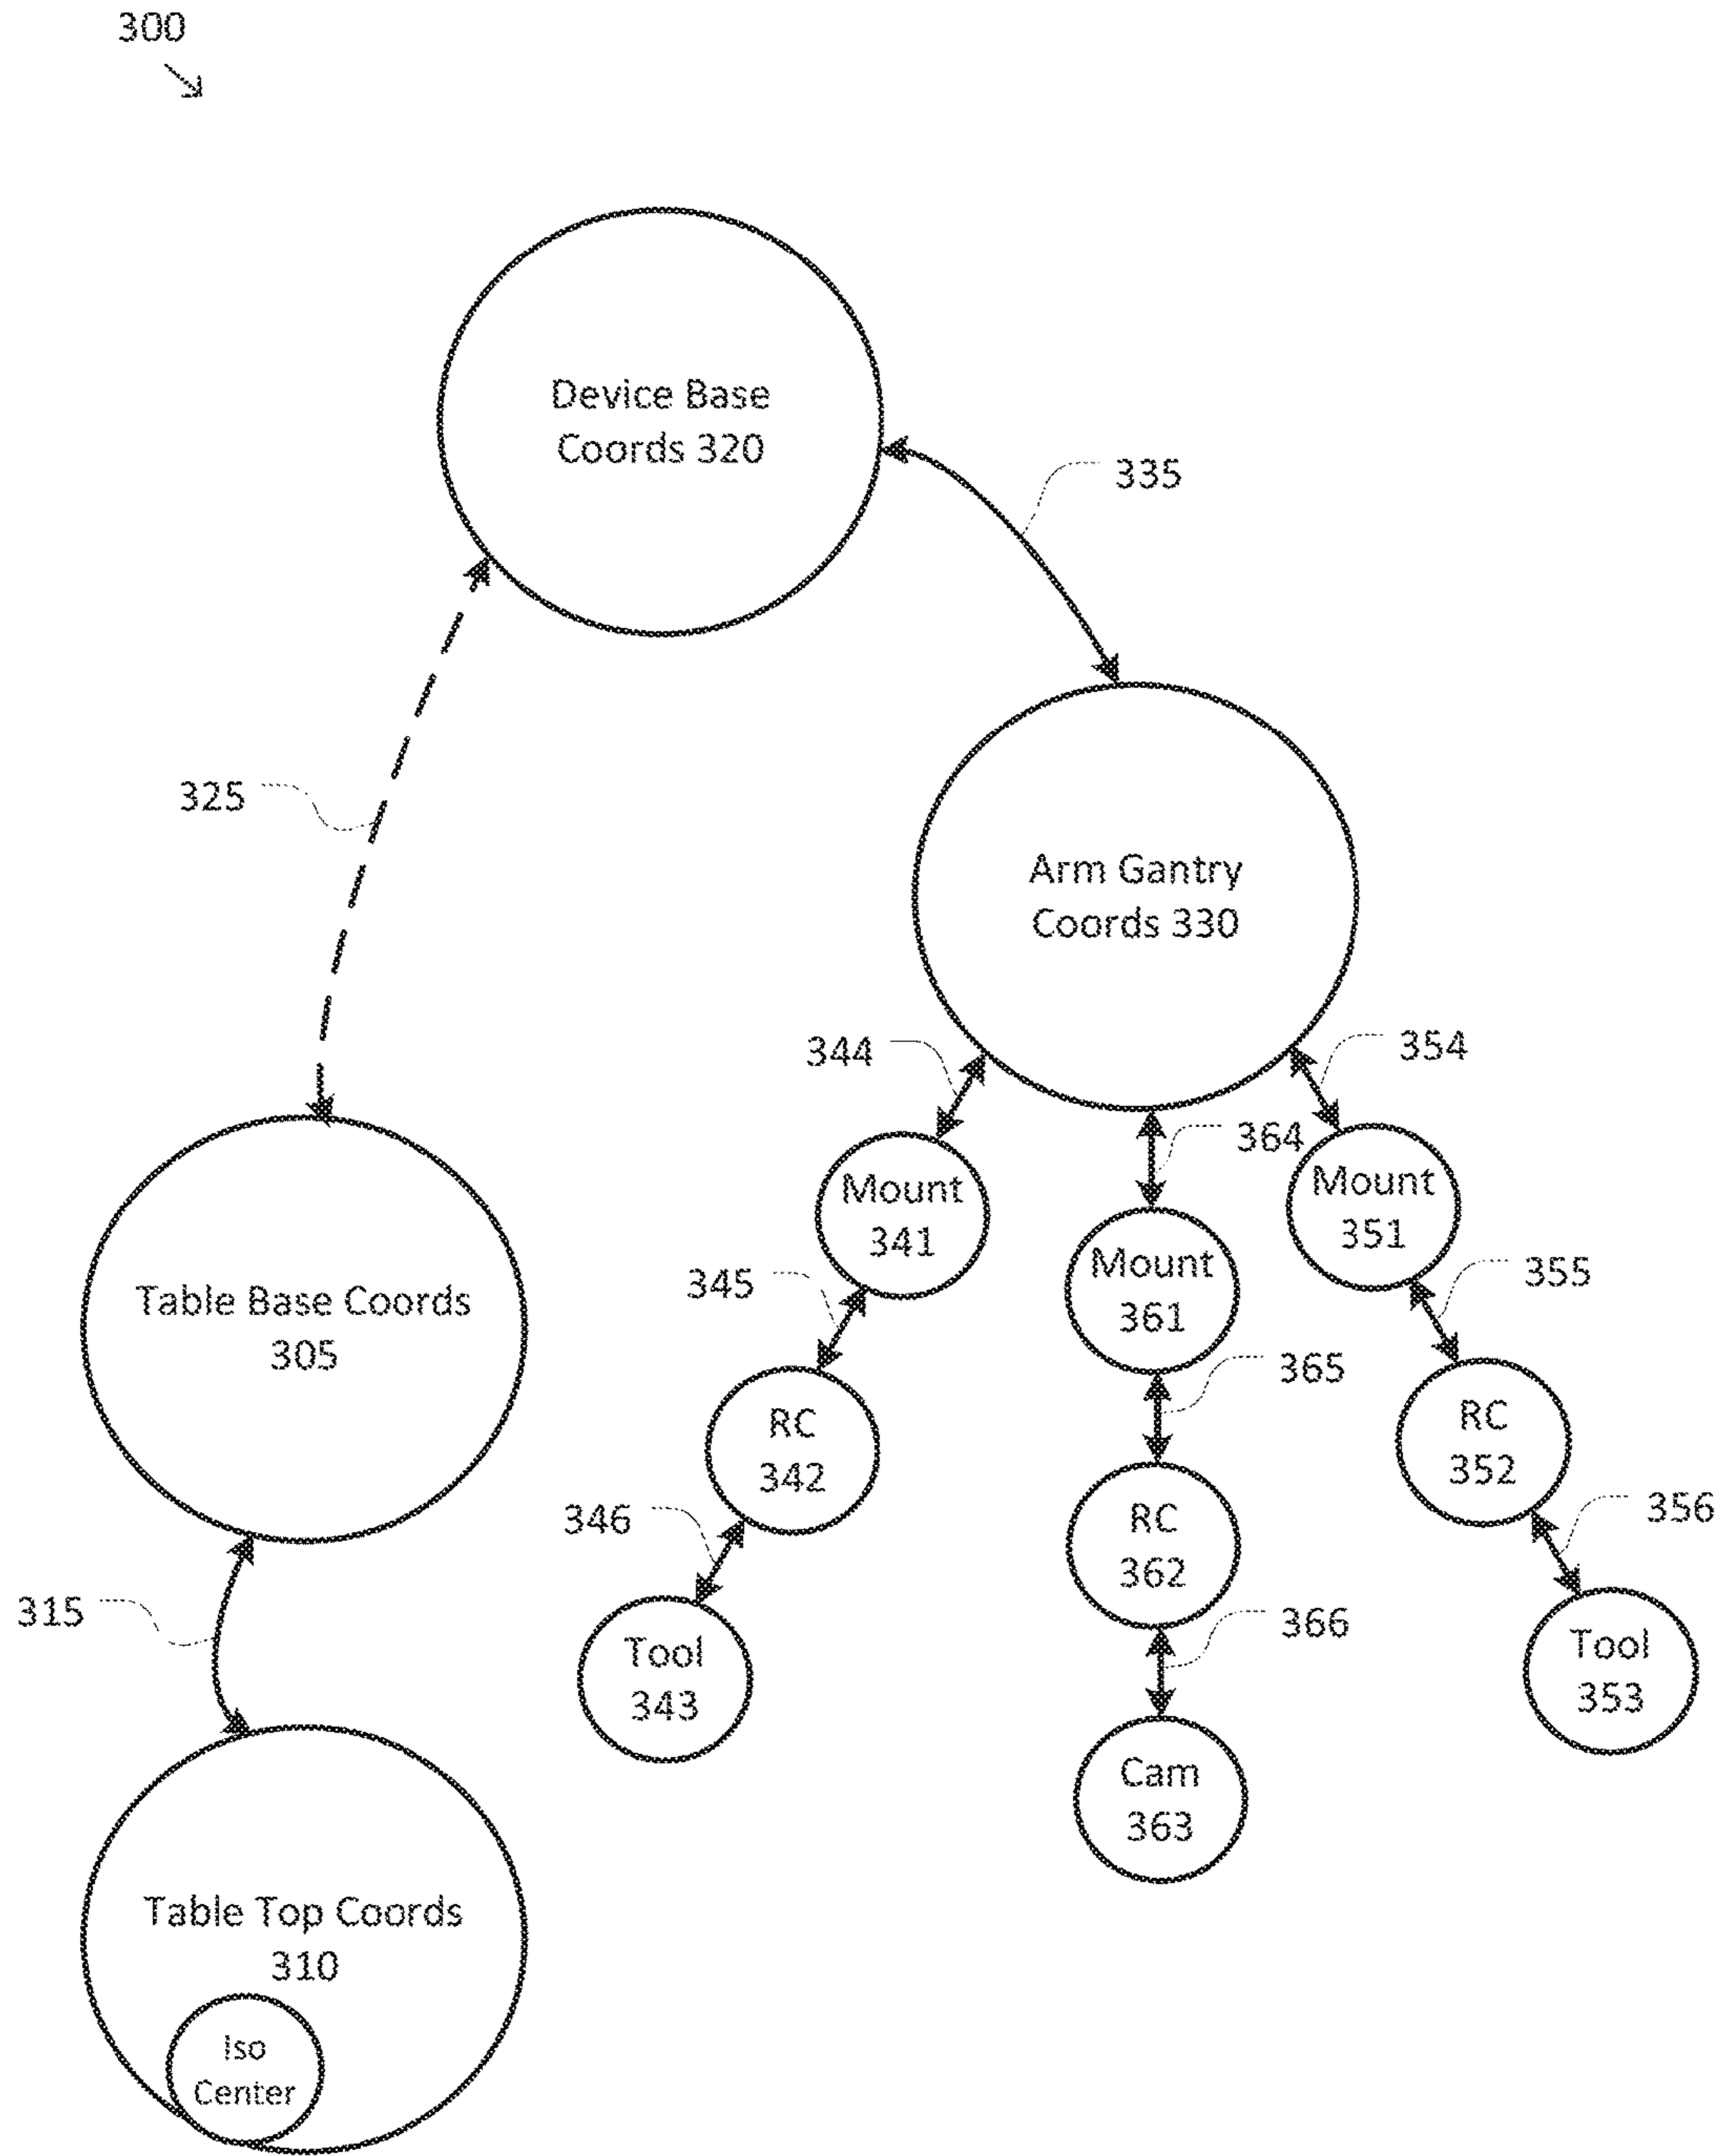 300
Device Base
Coords 320
335
325
Arm Gantry
Coords 330
344
354
364
Mount
341
Mount
351
Mount
361
345
355
Table Base Coords
305
365
RC
342
RC
352
RC
362
346
356
315
366
Tool
343
Tool
353
Cam
363
Table Top Coords
310
Iso
Center